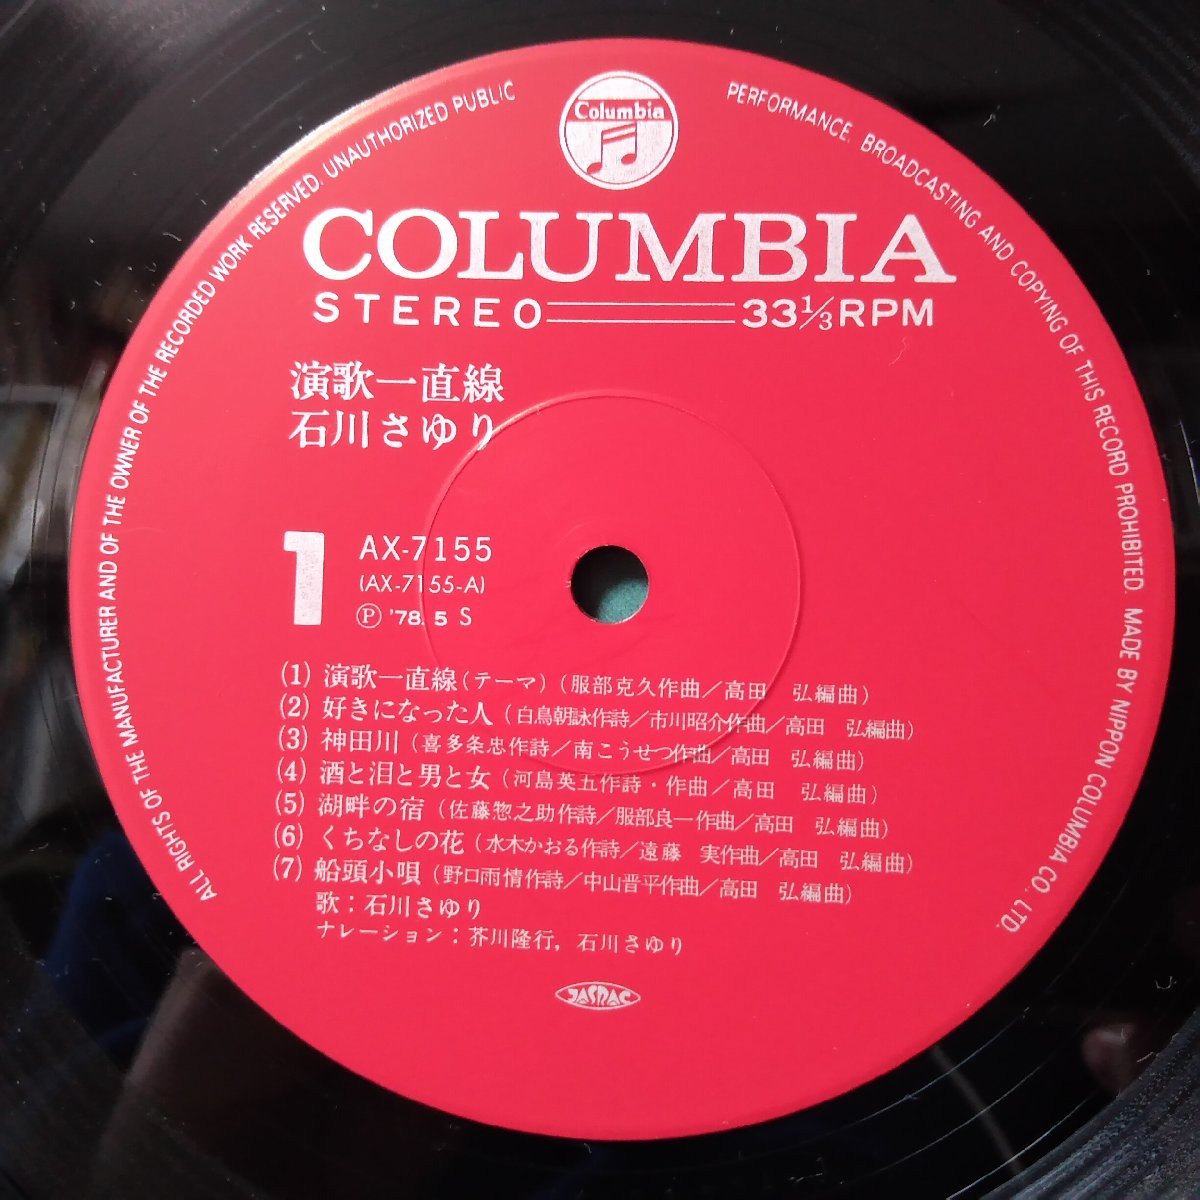 Columbia
ALL RIGHTS OF THE MANUFACTURER AND OF THE OWNER OF THE RECORDED WORK RESERVED. UNAUTHORIZED PUBLIC PERFORMANCE. BROADCASTING AND COPYING OF THIS RECORD PROHIBITED. MADE BY NIPPON COLUMBIA CO., LTD.
COLUMBIA
STEREO 33⅓RPM
演歌一直線
石川さゆり
1 AX-7155
(AX-7155-A)
Ⓟ '78. 5 S
(1) 演歌一直線(テーマ)(服部克久作曲/高田 弘編曲)
(2) 好きになった人(白鳥朝詠作詩/市川昭介作曲/高田 弘編曲)
(3) 神田川(喜多条忠作詩/南こうせつ作曲/高田 弘編曲)
(4) 酒と泪と男と女(河島英五作詩・作曲/高田 弘編曲)
(5) 湖畔の宿(佐藤惣之助作詩/服部良一作曲/高田 弘編曲)
(6) くちなしの花(水木かおる作詩/遠藤 実作曲/高田 弘編曲)
(7) 船頭小唄(野口雨情作詩/中山晋平作曲/高田 弘編曲)
歌:石川さゆり
ナレーション:芥川隆行,石川さゆり
JASRAC